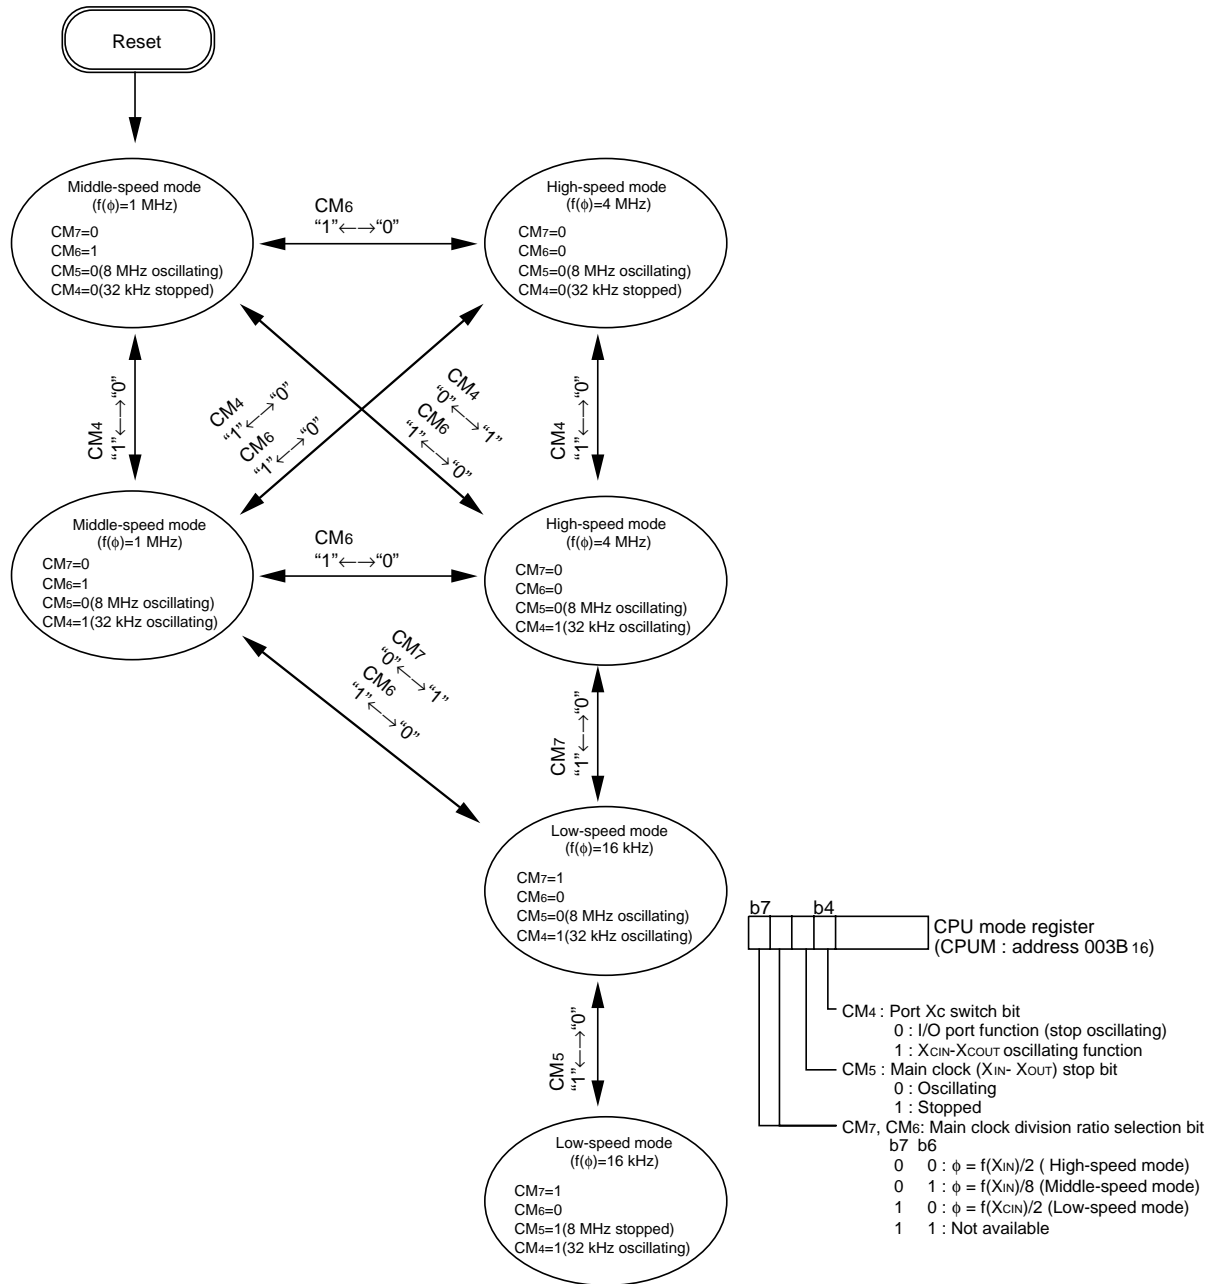 Reset
Middle-speed mode
(f(ϕ)=1 MHz)
CM7=0
CM6=1
CM5=0(8 MHz oscillating)
CM4=0(32 kHz stopped)
CM6
“1”←→“0”
High-speed mode
(f(ϕ)=4 MHz)
CM7=0
CM6=0
CM5=0(8 MHz oscillating)
CM4=0(32 kHz stopped)
CM4
“1”←→“0”
CM4
“1”←→“0”
CM6
“1”←→“0”
CM4
“0”←→“1”
CM6
“1”←→“0”
CM4
“1”←→“0”
Middle-speed mode
(f(ϕ)=1 MHz)
CM7=0
CM6=1
CM5=0(8 MHz oscillating)
CM4=1(32 kHz oscillating)
CM6
“1”←→“0”
High-speed mode
(f(ϕ)=4 MHz)
CM7=0
CM6=0
CM5=0(8 MHz oscillating)
CM4=1(32 kHz oscillating)
CM7
“0”←→“1”
CM6
“1”←→“0”
CM7
“1”←→“0”
Low-speed mode
(f(ϕ)=16 kHz)
CM7=1
CM6=0
CM5=0(8 MHz oscillating)
CM4=1(32 kHz oscillating)
CM5
“1”←→“0”
Low-speed mode
(f(ϕ)=16 kHz)
CM7=1
CM6=0
CM5=1(8 MHz stopped)
CM4=1(32 kHz oscillating)
b7 b4
CPU mode register
(CPUM : address 003B 16)
CM4 : Port Xc switch bit
0 : I/O port function (stop oscillating)
1 : XCIN-XCOUT oscillating function
CM5 : Main clock (XIN- XOUT) stop bit
0 : Oscillating
1 : Stopped
CM7, CM6: Main clock division ratio selection bit
b7 b6
0 0 : ϕ = f(XIN)/2 ( High-speed mode)
0 1 : ϕ = f(XIN)/8 (Middle-speed mode)
1 0 : ϕ = f(XCIN)/2 (Low-speed mode)
1 1 : Not available